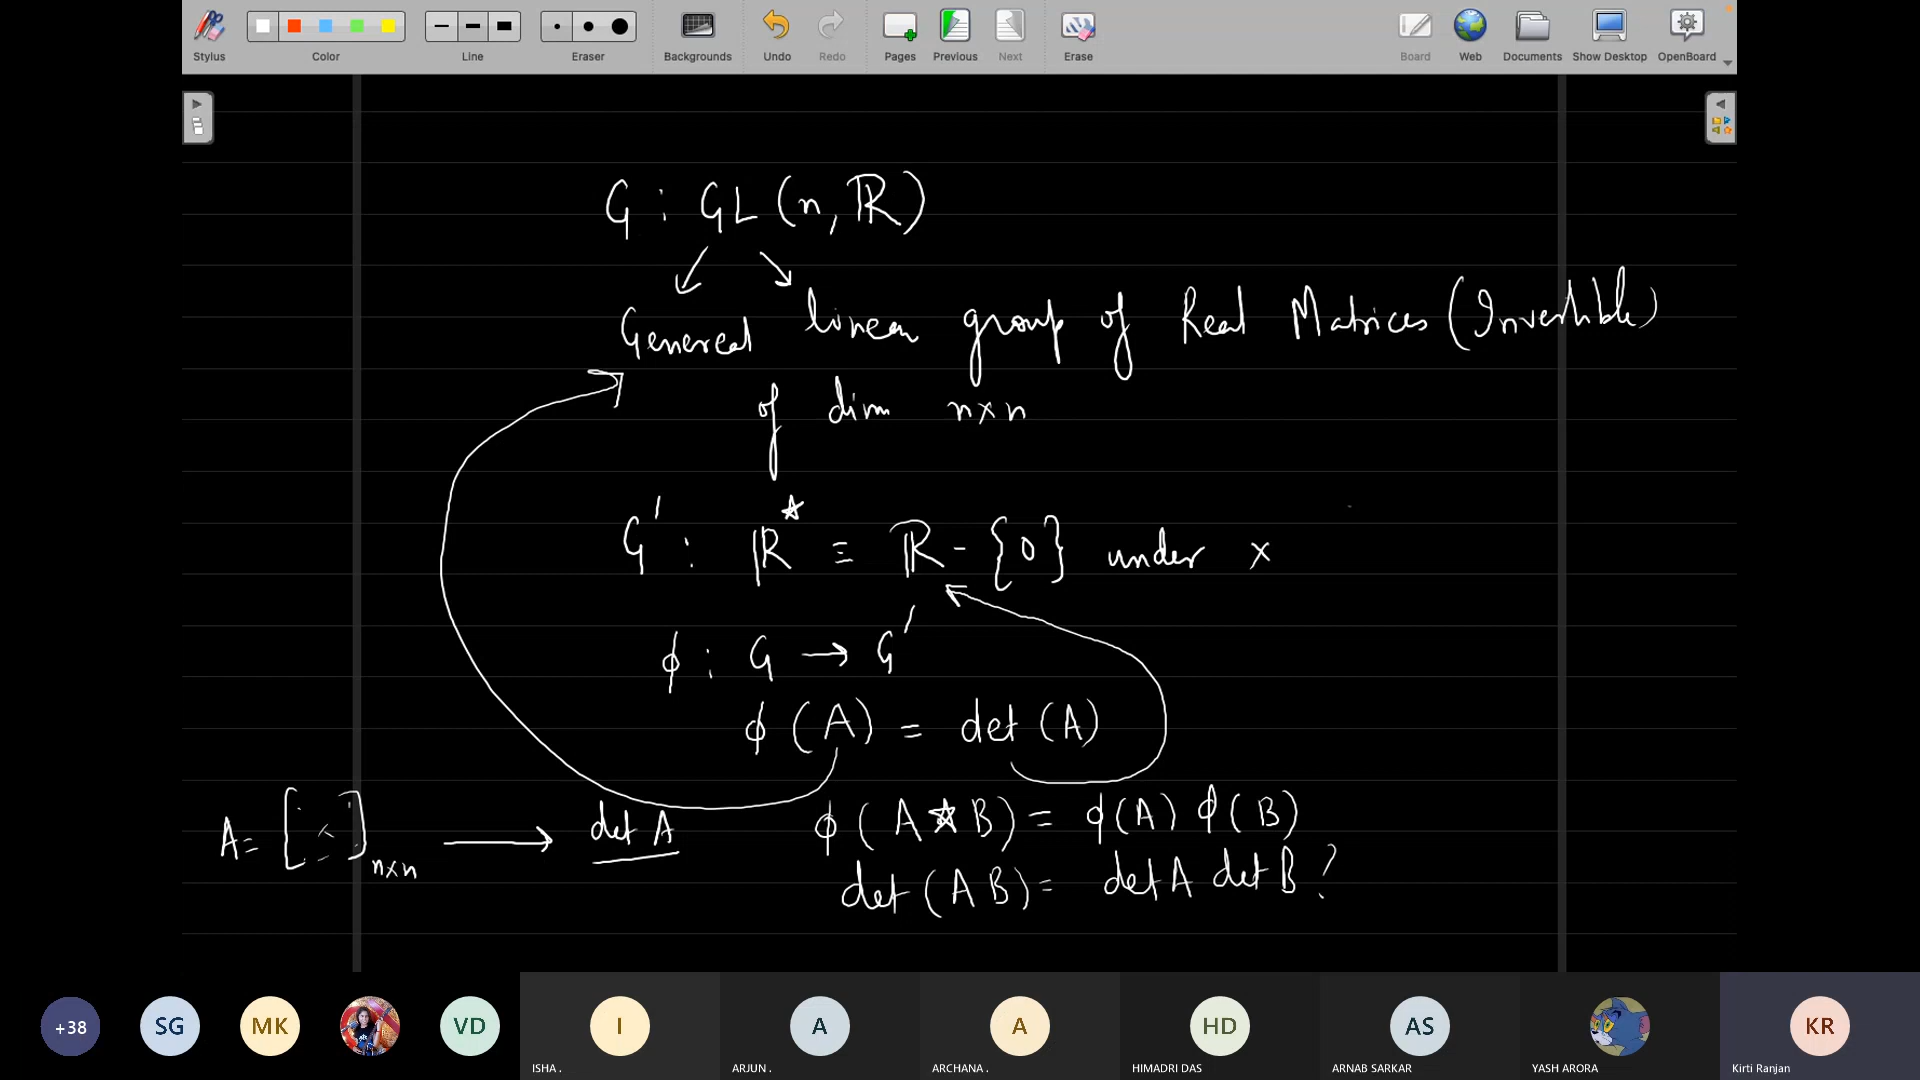 Stylus Color Line Eraser Backgrounds Undo Redo Pages Previous Next Erase Board Web Documents Show Desktop OpenBoard
G : GL (n, ℝ)
General linear group of Real Matrices (Invertible)
of dim n×n
G' : ℝ* ≡ ℝ - {0} under ×
ϕ : G → G'
ϕ (A) = det (A)
A = [ ]n×n → det A
ϕ ( A * B) = ϕ(A) ϕ(B)
det (A B) = det A det B ?
+38 SG MK VD I A A HD AS KR
ISHA . ARJUN . ARCHANA . HIMADRI DAS ARNAB SARKAR YASH ARORA Kirti Ranjan